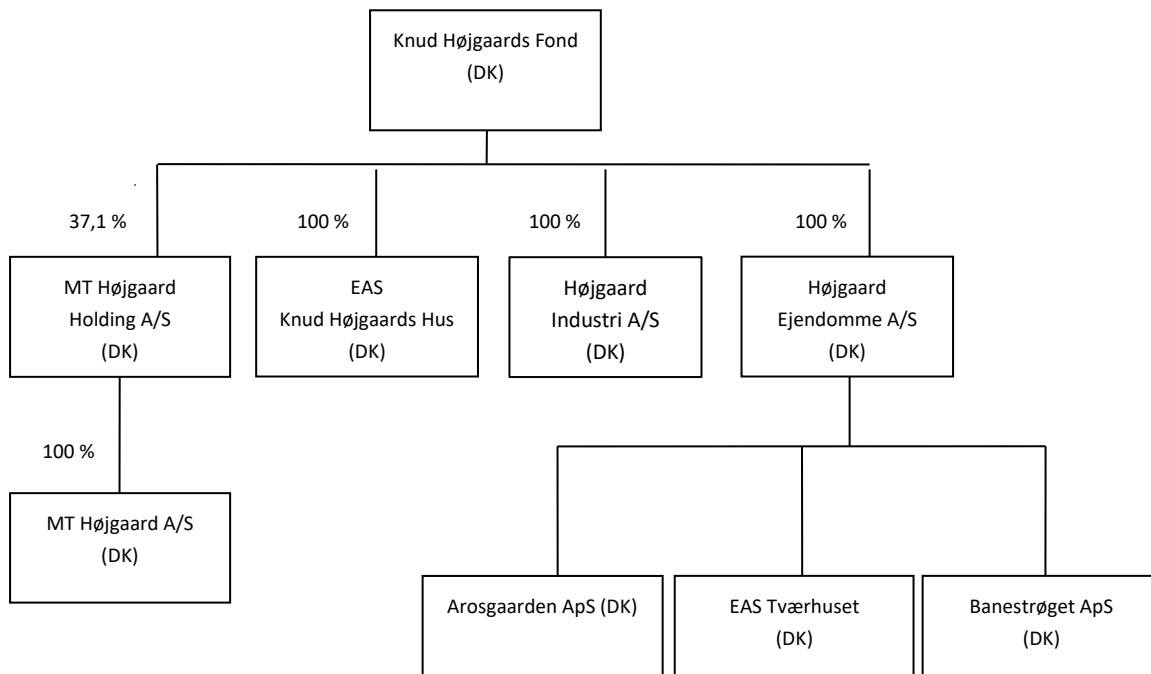 Knud Højgaards Fond
(DK)
37,1 %
100 %
100 %
100 %
MT Højgaard
Holding A/S
(DK)
EAS
Knud Højgaards Hus
(DK)
Højgaard
Industri A/S
(DK)
Højgaard
Ejendomme A/S
(DK)
100 %
MT Højgaard A/S
(DK)
Arosgaarden ApS (DK)
EAS Tværhuset
(DK)
Banestrøget ApS
(DK)